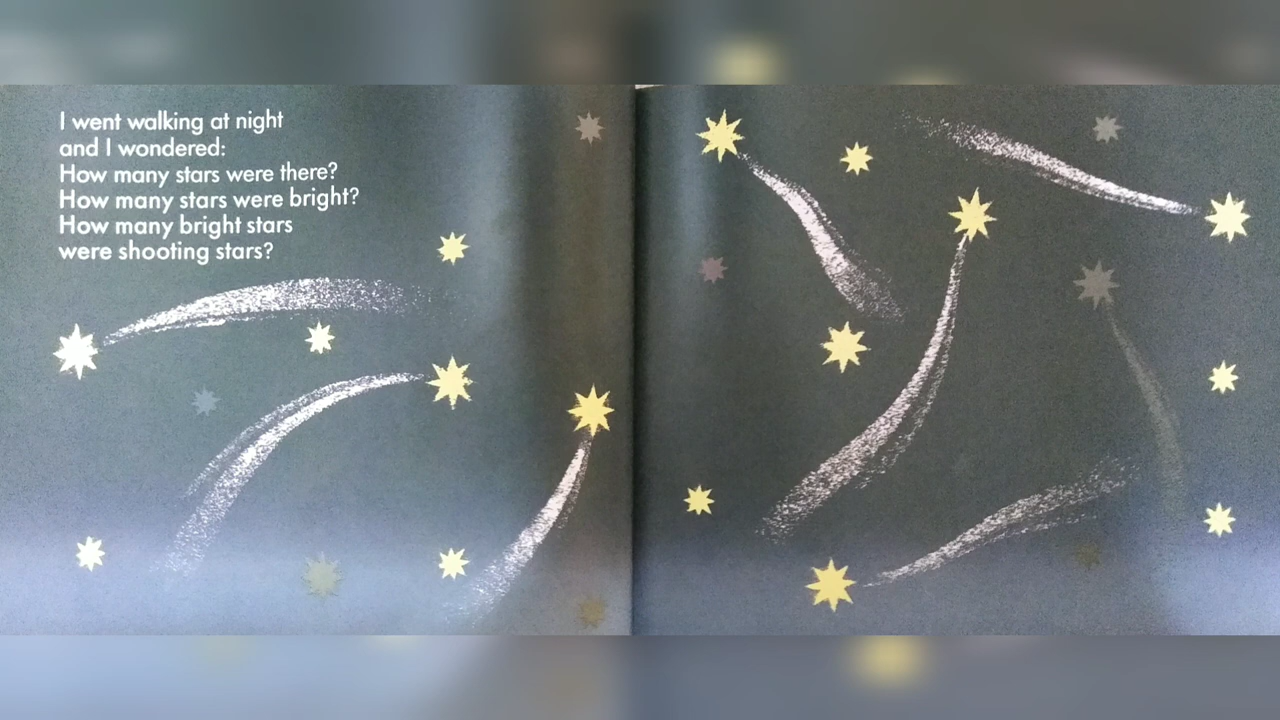 I went walking at night
and I wondered:
How many stars were there?
How many stars were bright?
How many bright stars
were shooting stars?